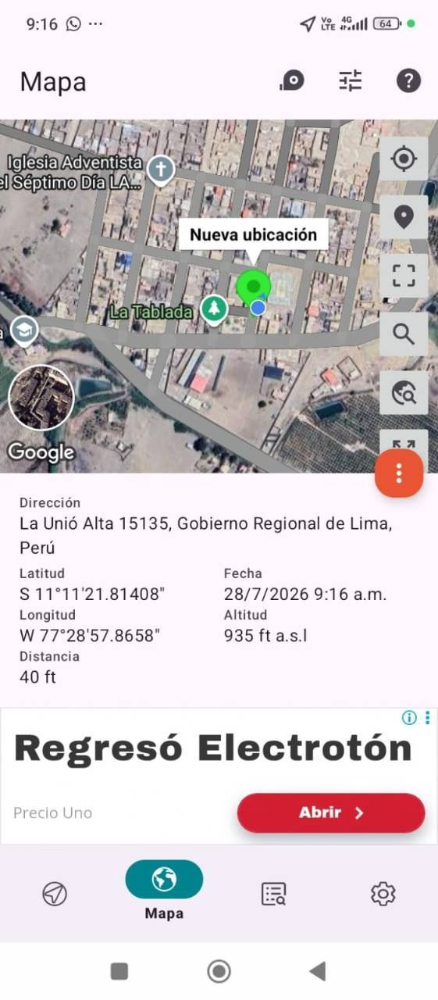 9:16
Vo
LTE
4G
64
Mapa
Iglesia Adventista
el Séptimo Día LA...
Nueva ubicación
La Tablada
a
Google
Dirección
La Unió Alta 15135, Gobierno Regional de Lima,
Perú
Latitud
S 11°11'21.81408"
Fecha
28/7/2026 9:16 a.m.
Longitud
W 77°28'57.8658"
Altitud
935 ft a.s.l
Distancia
40 ft
Regresó Electrotón
Precio Uno
Abrir
Mapa